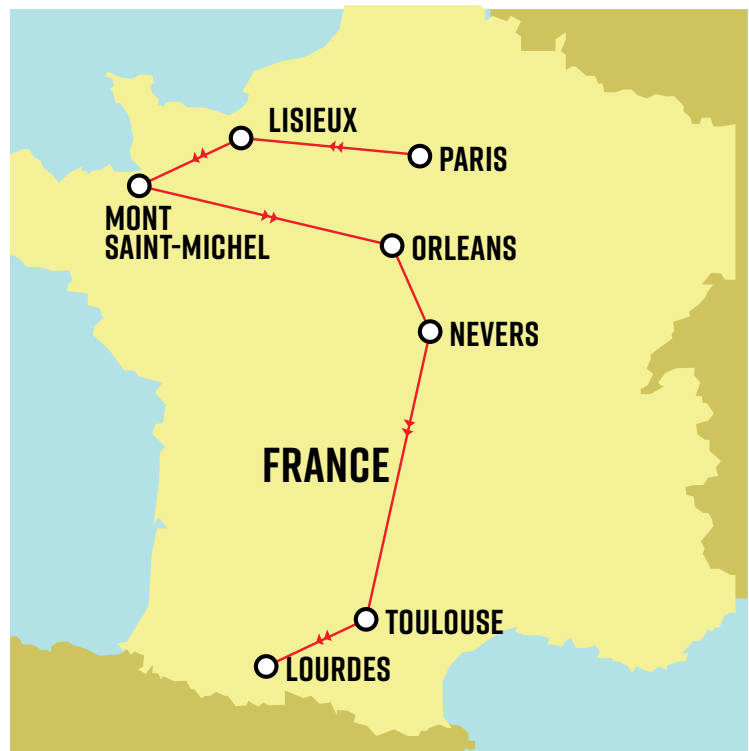 LISIEUX
PARIS
MONT
SAINT-MICHEL
ORLEANS
NEVERS
FRANCE
TOULOUSE
LOURDES